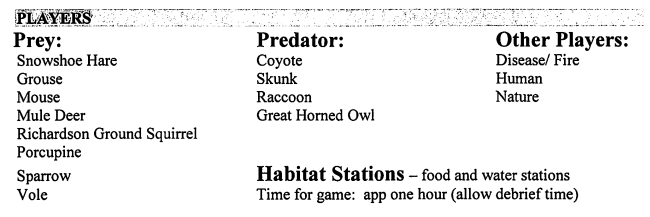 PLAYERS
Prey:
Snowshoe Hare
Grouse
Mouse
Mule Deer
Richardson Ground Squirrel
Porcupine
Sparrow
Vole
Predator:
Coyote
Skunk
Raccoon
Great Horned Owl
Other Players:
Disease/ Fire
Human
Nature
Habitat Stations – food and water stations
Time for game: app one hour (allow debrief time)